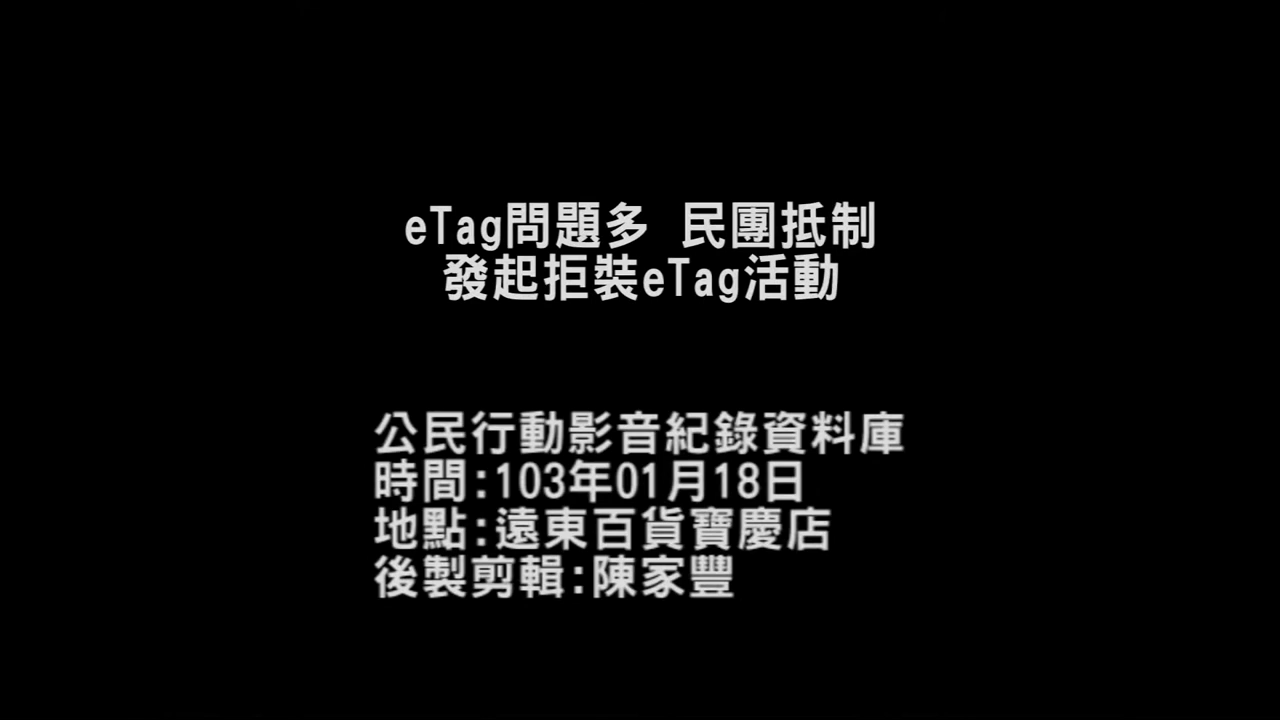 eTag問題多 民團抵制
發起拒裝eTag活動
公民行動影音紀錄資料庫
時間:103年01月18日
地點:遠東百貨寶慶店
後製剪輯:陳家豐